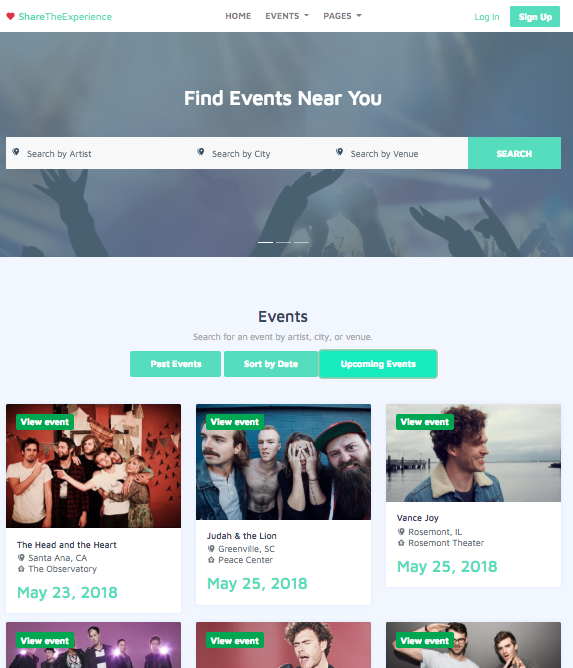 ShareTheExperience
HOME EVENTS PAGES
Log In Sign Up
Find Events Near You
Search by Artist Search by City Search by Venue SEARCH
Events
Search for an event by artist, city, or venue.
Past Events Sort by Date Upcoming Events
View event
The Head and the Heart
Santa Ana, CA
The Observatory
May 23, 2018
View event
Judah & the Lion
Greenville, SC
Peace Center
May 25, 2018
View event
Vance Joy
Rosemont, IL
Rosemont Theater
May 25, 2018
View event
View event
View event